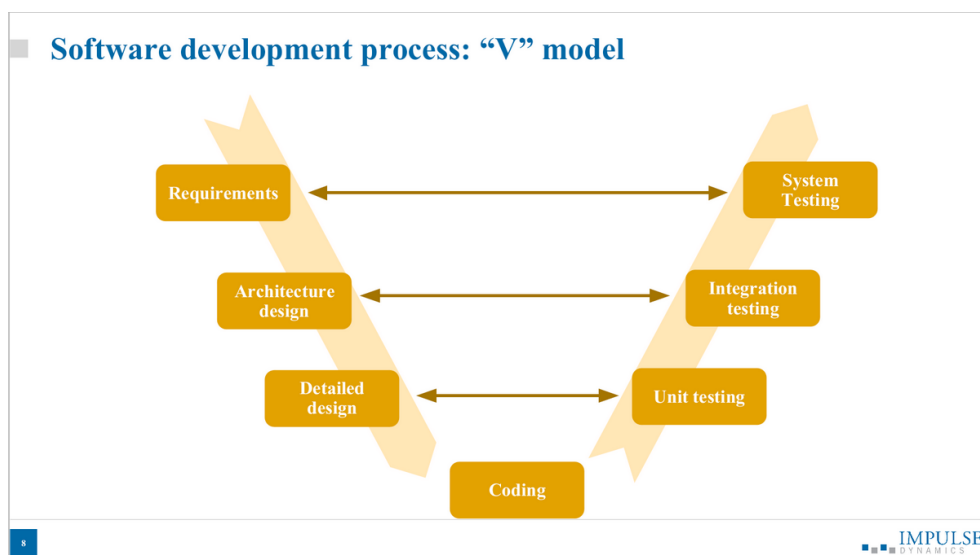 Software development process: “V” model
Requirements
System
Testing
Architecture
design
Integration
testing
Detailed
design
Unit testing
Coding
8
IMPULSE
DYNAMICS